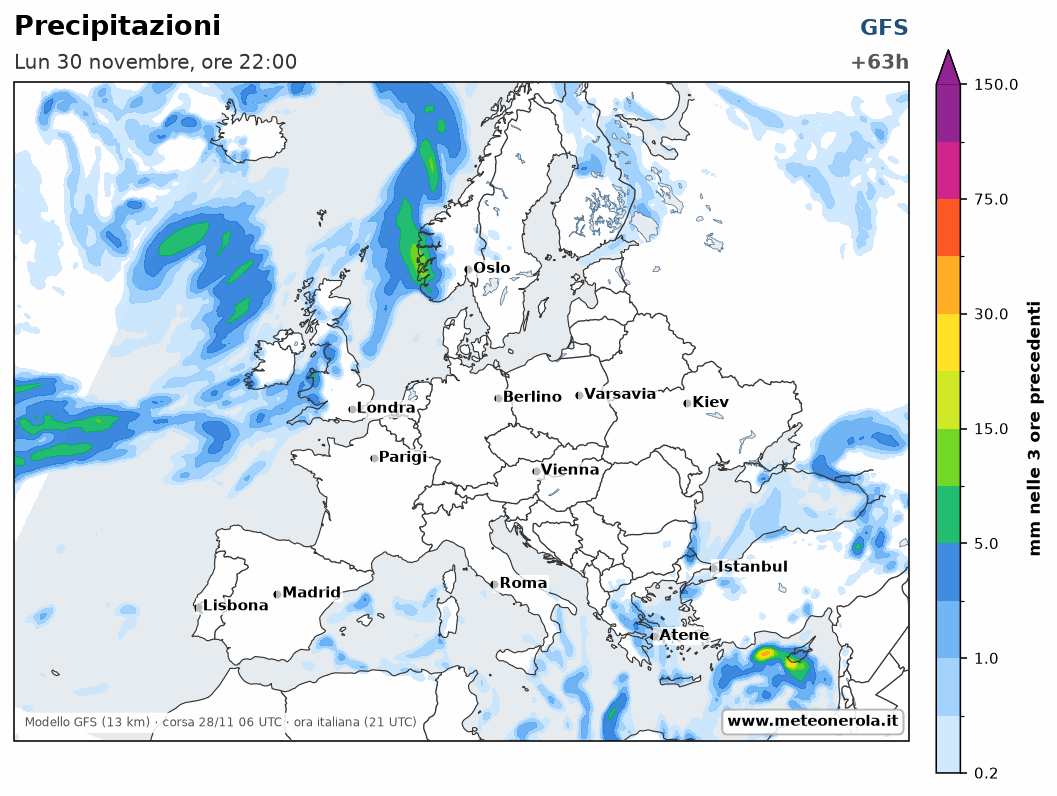 Precipitazioni
GFS
Lun 30 novembre, ore 22:00
+63h
150.0
75.0
30.0
15.0
5.0
1.0
0.2
mm nelle 3 ore precedenti
Oslo
Berlino
Varsavia
Kiev
Londra
Parigi
Vienna
Istanbul
Roma
Madrid
Lisbona
Atene
Modello GFS (13 km) · corsa 28/11 06 UTC · ora italiana (21 UTC)
www.meteonerola.it